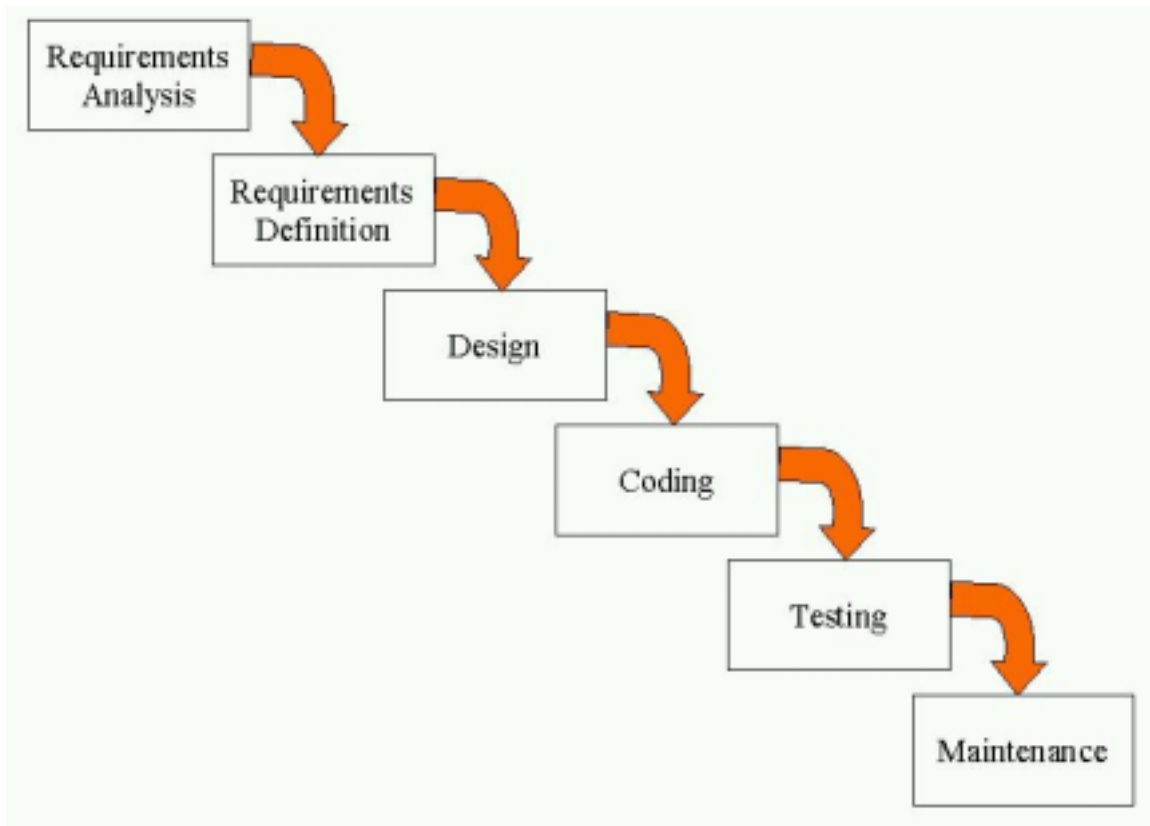 Requirements
Analysis
Requirements
Definition
Design
Coding
Testing
Maintenance